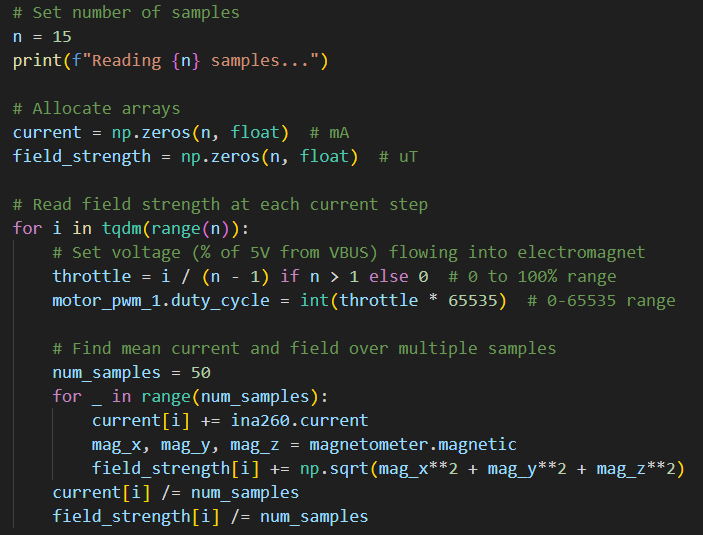 # Set number of samples
n = 15
print(f"Reading {n} samples...")
# Allocate arrays
current = np.zeros(n, float)  # mA
field_strength = np.zeros(n, float)  # uT
# Read field strength at each current step
for i in tqdm(range(n)):
    # Set voltage (% of 5V from VBUS) flowing into electromagnet
    throttle = i / (n - 1) if n > 1 else 0  # 0 to 100% range
    motor_pwm_1.duty_cycle = int(throttle * 65535)  # 0-65535 range
    # Find mean current and field over multiple samples
    num_samples = 50
    for _ in range(num_samples):
        current[i] += ina260.current
        mag_x, mag_y, mag_z = magnetometer.magnetic
        field_strength[i] += np.sqrt(mag_x**2 + mag_y**2 + mag_z**2)
    current[i] /= num_samples
    field_strength[i] /= num_samples